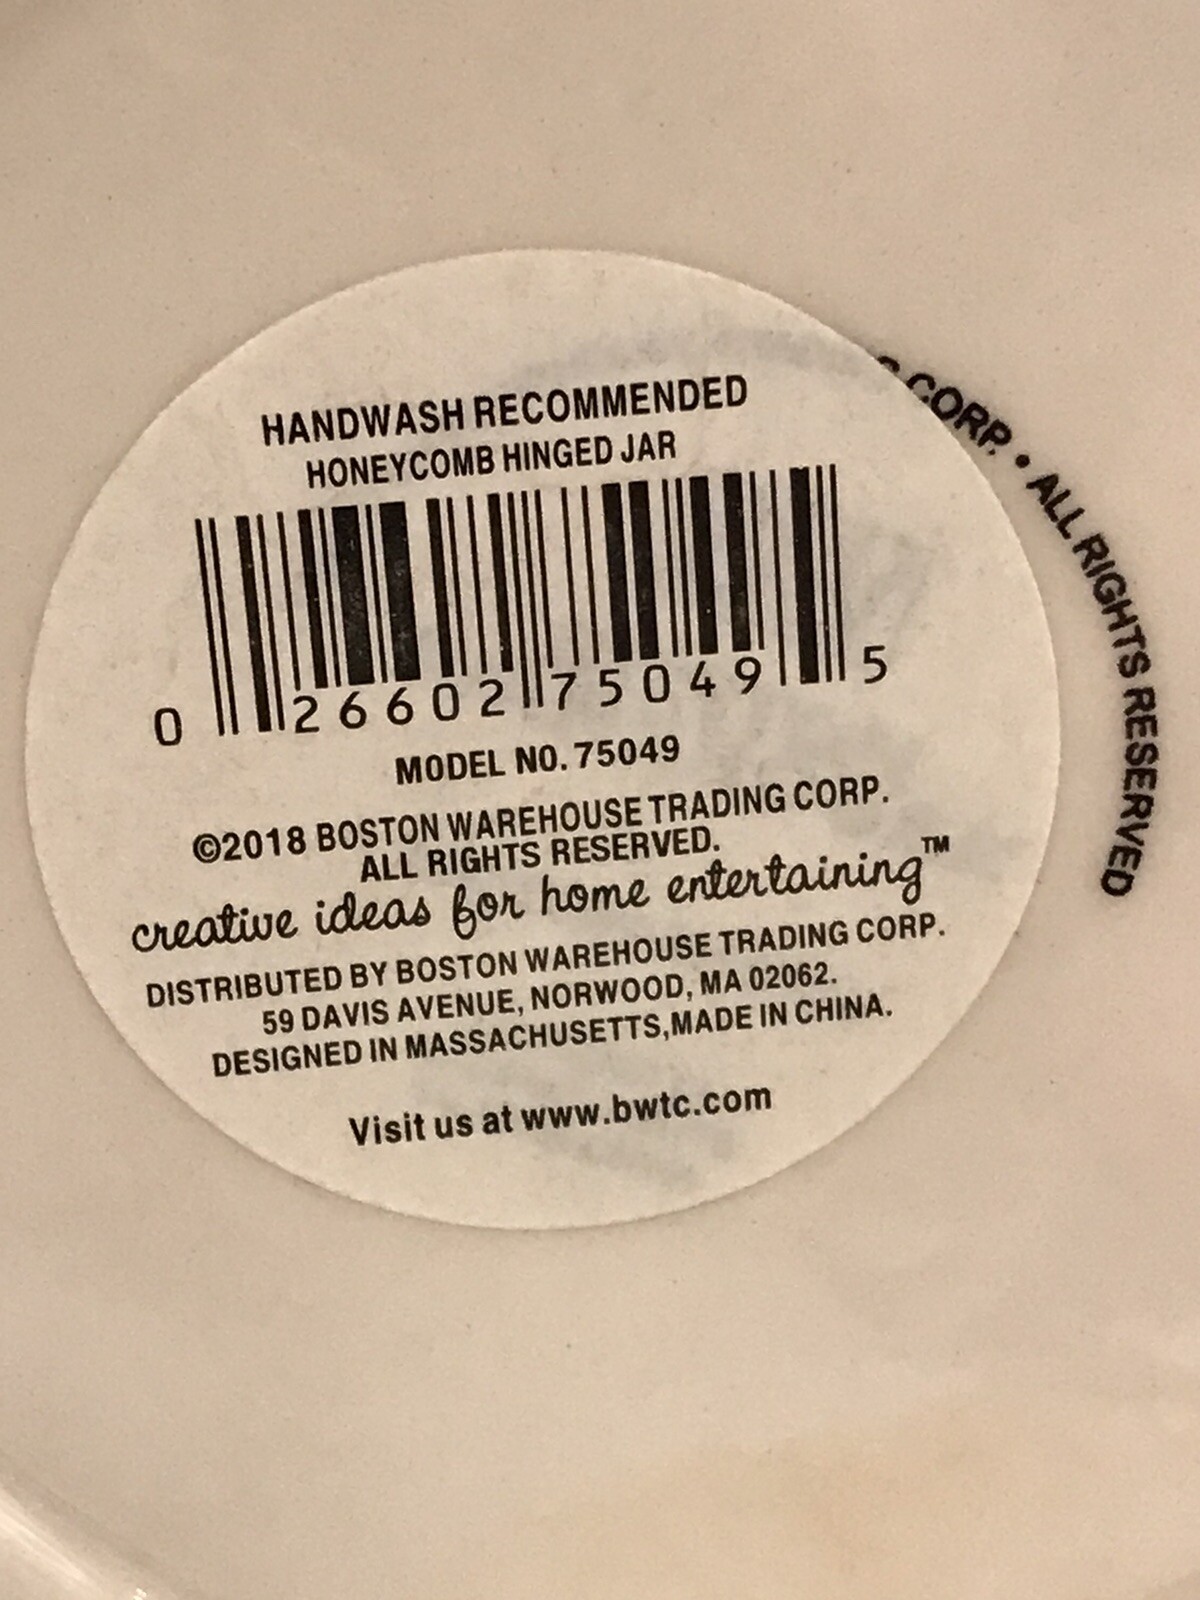 HANDWASH RECOMMENDED
HONEYCOMB HINGED JAR
0 26602 75049 5
MODEL NO. 75049
©2018 BOSTON WAREHOUSE TRADING CORP.
ALL RIGHTS RESERVED.
creative ideas for home entertaining™
DISTRIBUTED BY BOSTON WAREHOUSE TRADING CORP.
59 DAVIS AVENUE, NORWOOD, MA 02062.
DESIGNED IN MASSACHUSETTS,MADE IN CHINA.
Visit us at www.bwtc.com
CORP. • ALL RIGHTS RESERVED